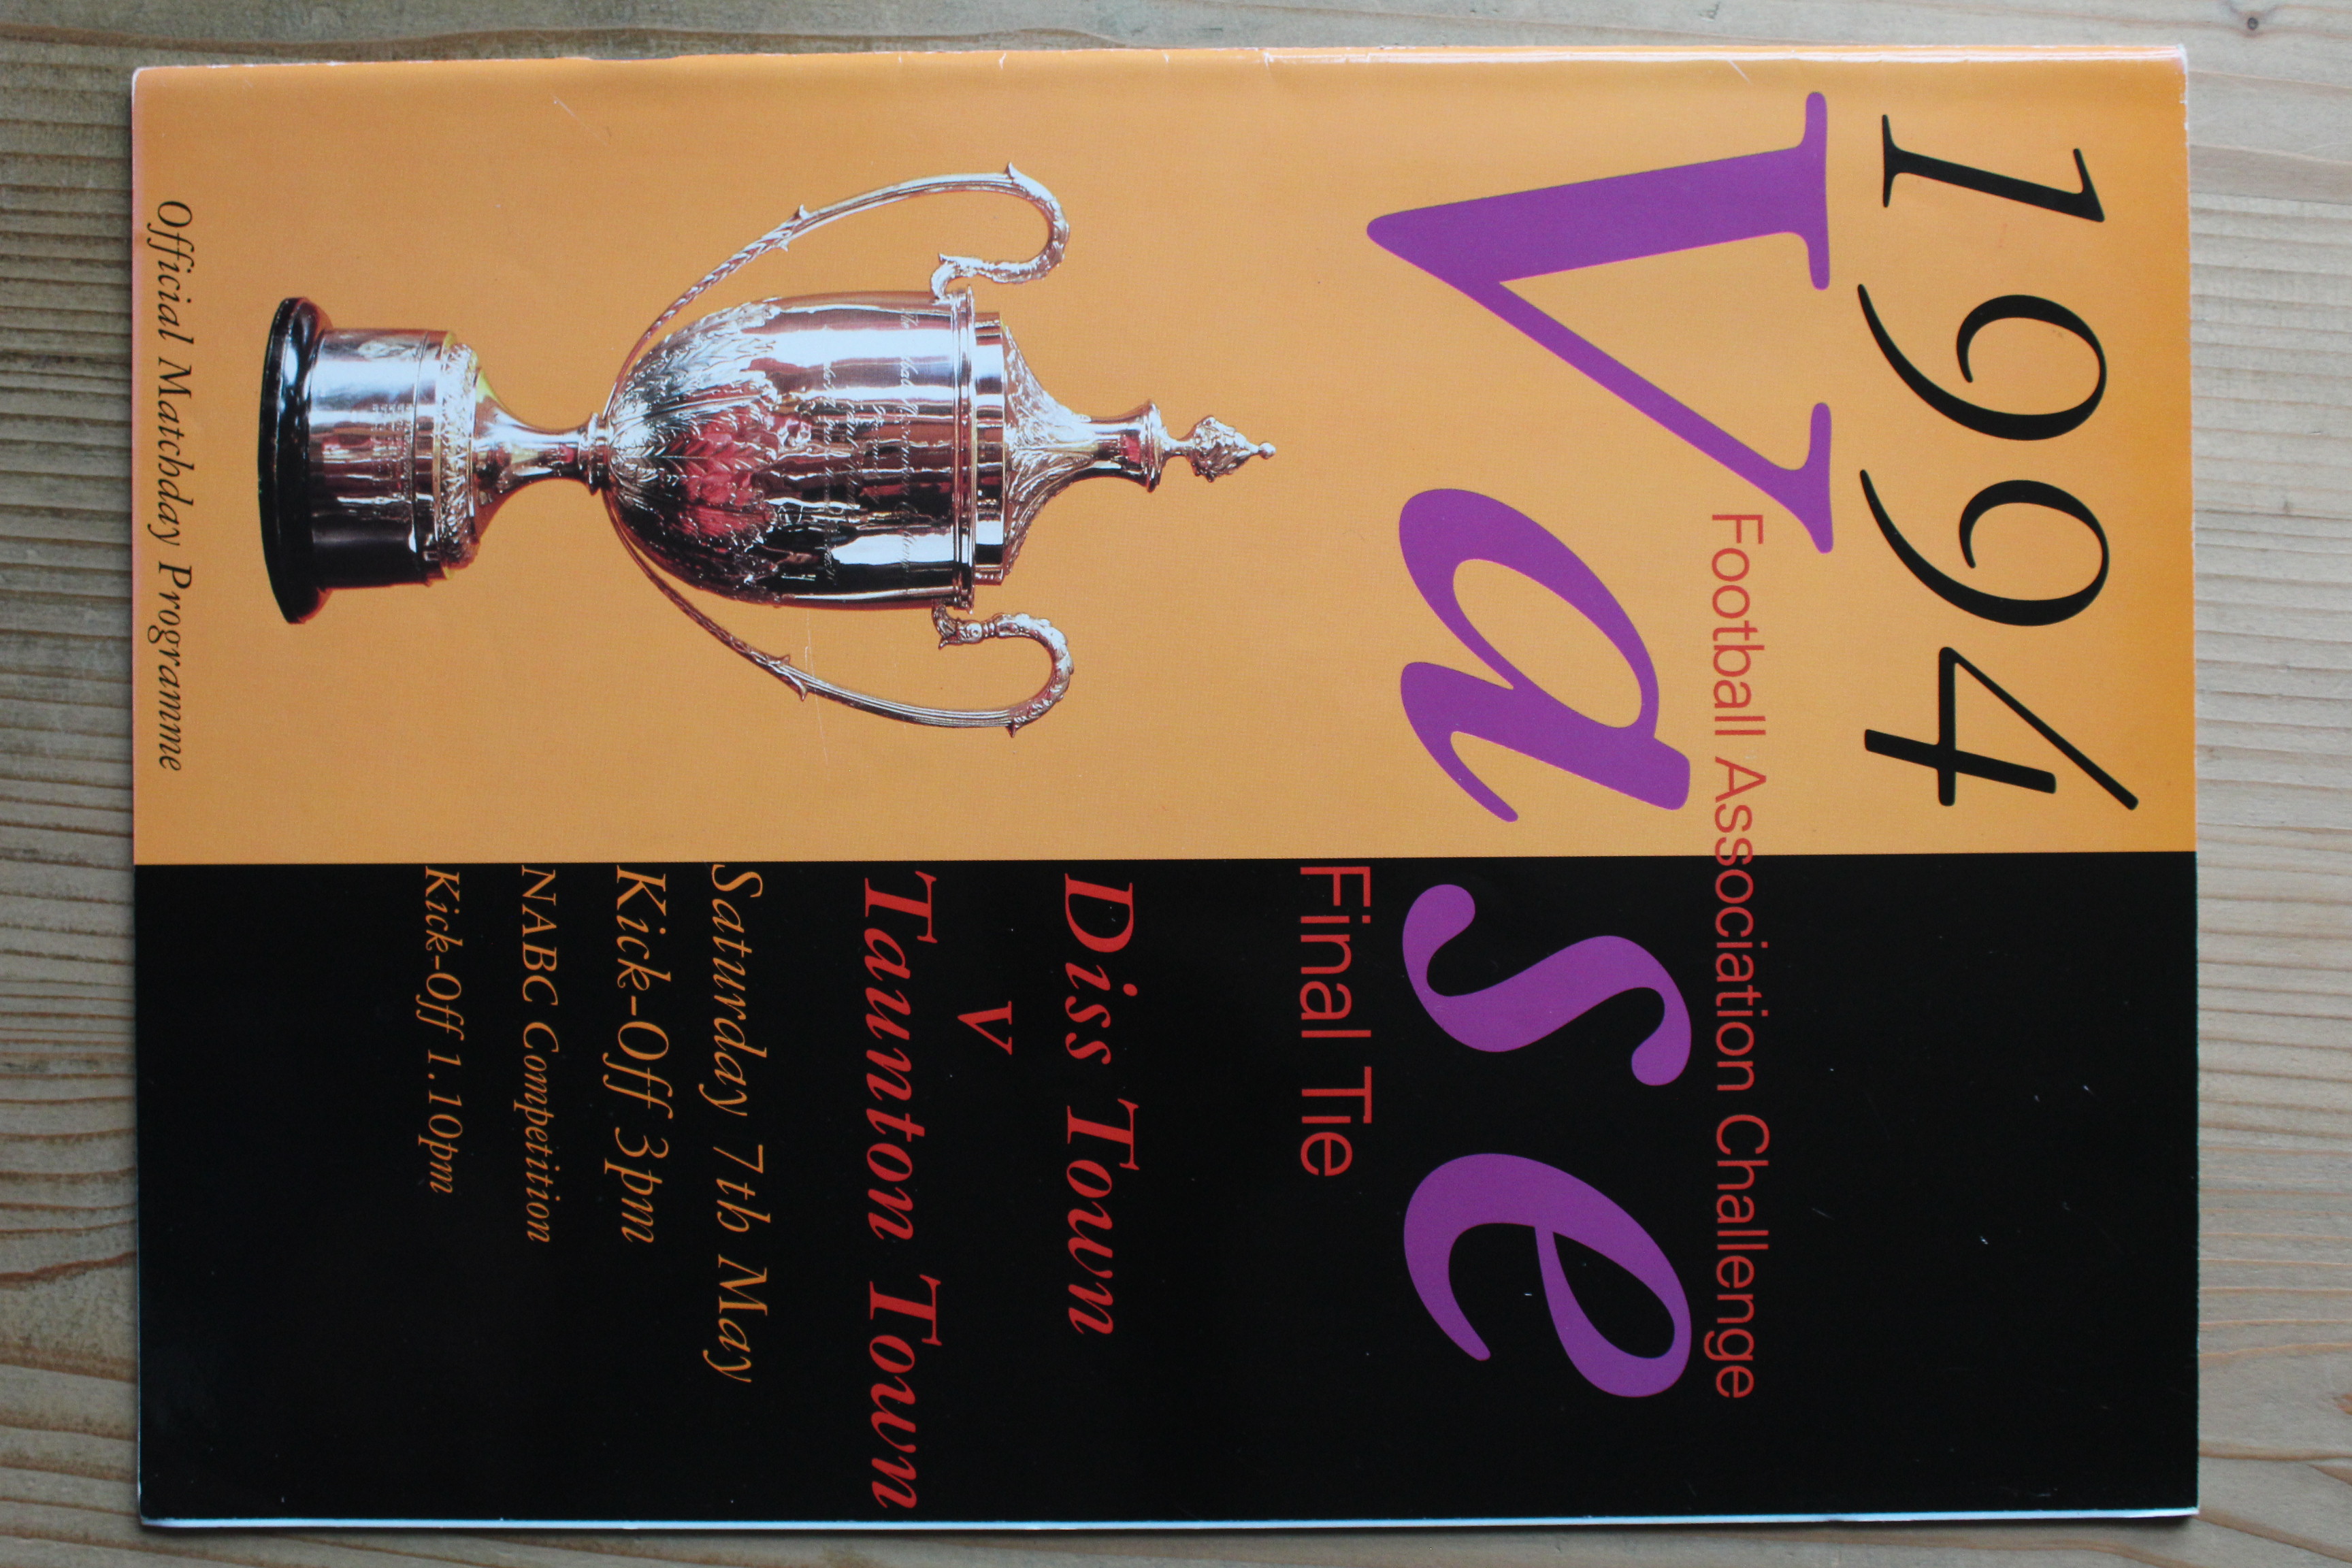 1994
Football Association Challenge
Vase
Final Tie
Diss Town
v
Taunton Town
Saturday 7th May
Kick-Off 3pm
NABC Competition
Kick-Off 1.10pm
Official Matchday Programme